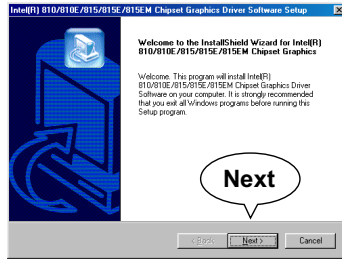 Intel(R) 810/810E/815/815E/815EM Chipset Graphics Driver Software Setup
Welcome to the InstallShield Wizard for Intel(R)
810/810E/815/815E/815EM Chipset Graphics
Welcome. This program will install Intel(R)
810/810E/815/815E/815EM Chipset Graphics Driver
Software on your computer. It is strongly recommended
that you exit all Windows programs before running this
Setup program.
Next
< Back Next > Cancel